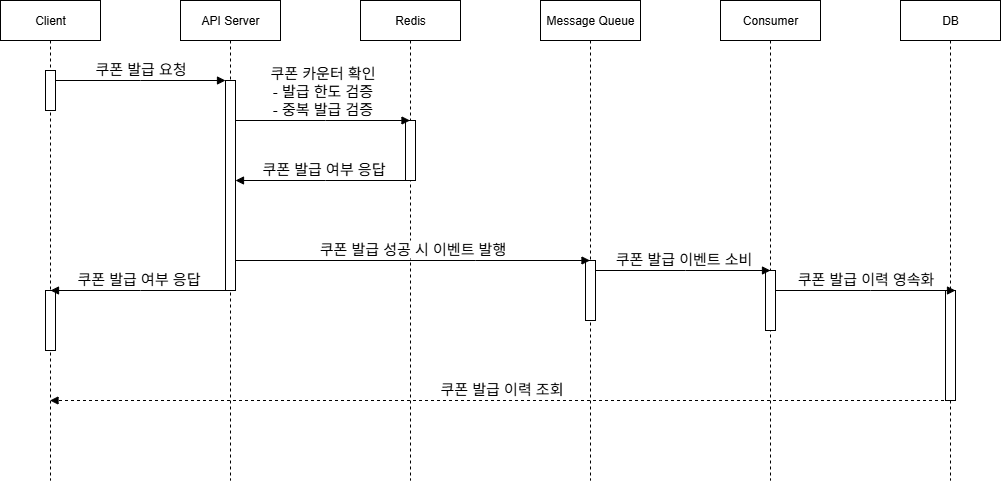 Client
API Server
Redis
Message Queue
Consumer
DB
쿠폰 발급 요청
쿠폰 카운터 확인
- 발급 한도 검증
- 중복 발급 검증
쿠폰 발급 여부 응답
쿠폰 발급 성공 시 이벤트 발행
쿠폰 발급 이벤트 소비
쿠폰 발급 여부 응답
쿠폰 발급 이력 영속화
쿠폰 발급 이력 조회